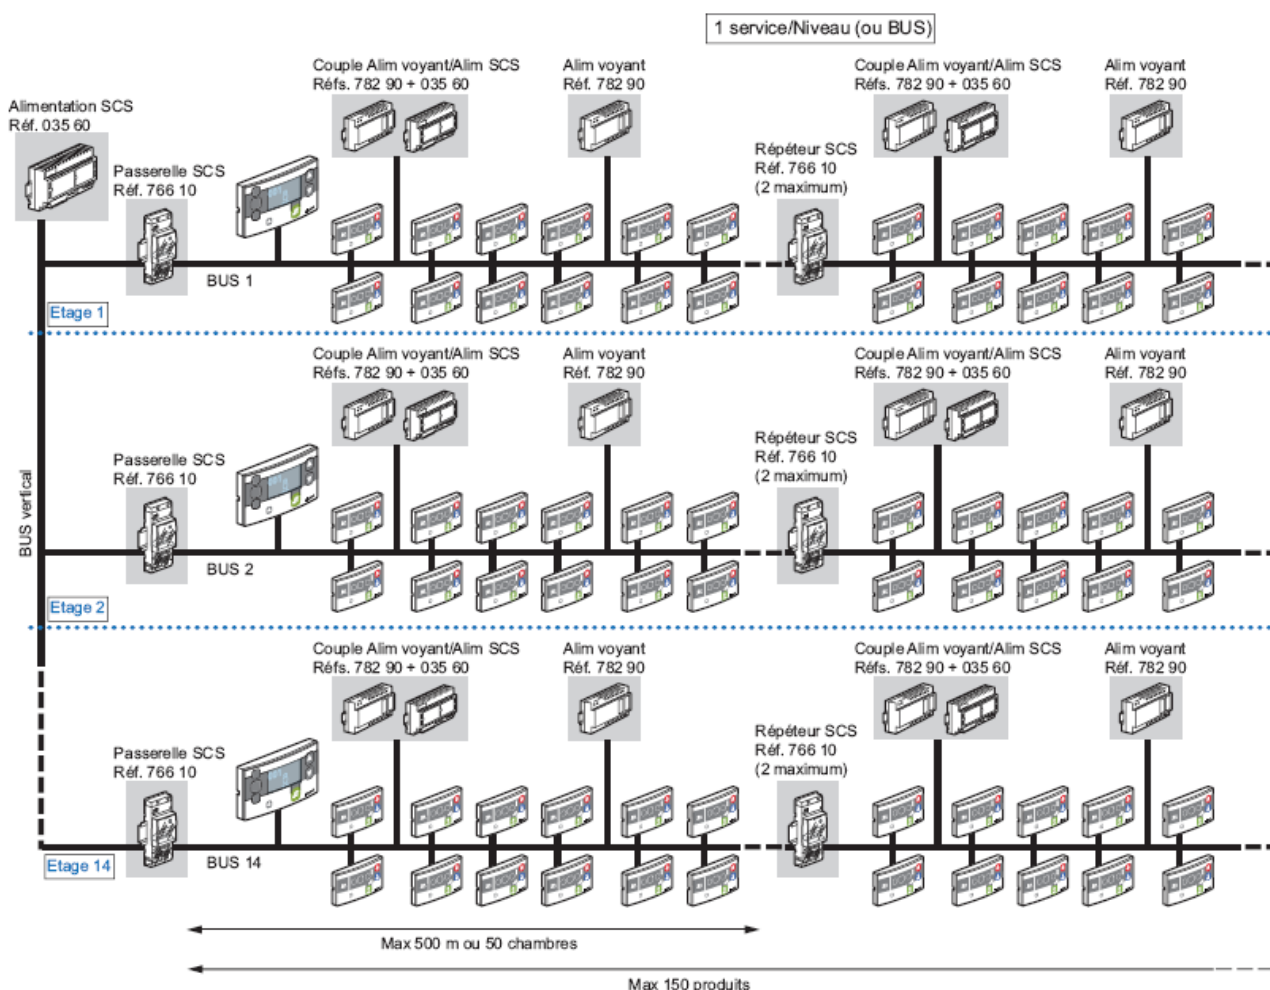 1 service/Niveau (ou BUS)
Couple Alim voyant/Alim SCS
Réfs. 782 90 + 035 60
Alim voyant
Réf. 782 90
Couple Alim voyant/Alim SCS
Réfs. 782 90 + 035 60
Alim voyant
Réf. 782 90
Alimentation SCS
Réf. 035 60
Passerelle SCS
Réf. 766 10
Répéteur SCS
Réf. 766 10
(2 maximum)
BUS 1
Etage 1
Couple Alim voyant/Alim SCS
Réfs. 782 90 + 035 60
Alim voyant
Réf. 782 90
Couple Alim voyant/Alim SCS
Réfs. 782 90 + 035 60
Alim voyant
Réf. 782 90
Passerelle SCS
Réf. 766 10
Répéteur SCS
Réf. 766 10
(2 maximum)
BUS vertical
BUS 2
Etage 2
Couple Alim voyant/Alim SCS
Réfs. 782 90 + 035 60
Alim voyant
Réf. 782 90
Couple Alim voyant/Alim SCS
Réfs. 782 90 + 035 60
Alim voyant
Réf. 782 90
Passerelle SCS
Réf. 766 10
Répéteur SCS
Réf. 766 10
(2 maximum)
BUS 14
Etage 14
Max 500 m ou 50 chambres
Max 150 produits